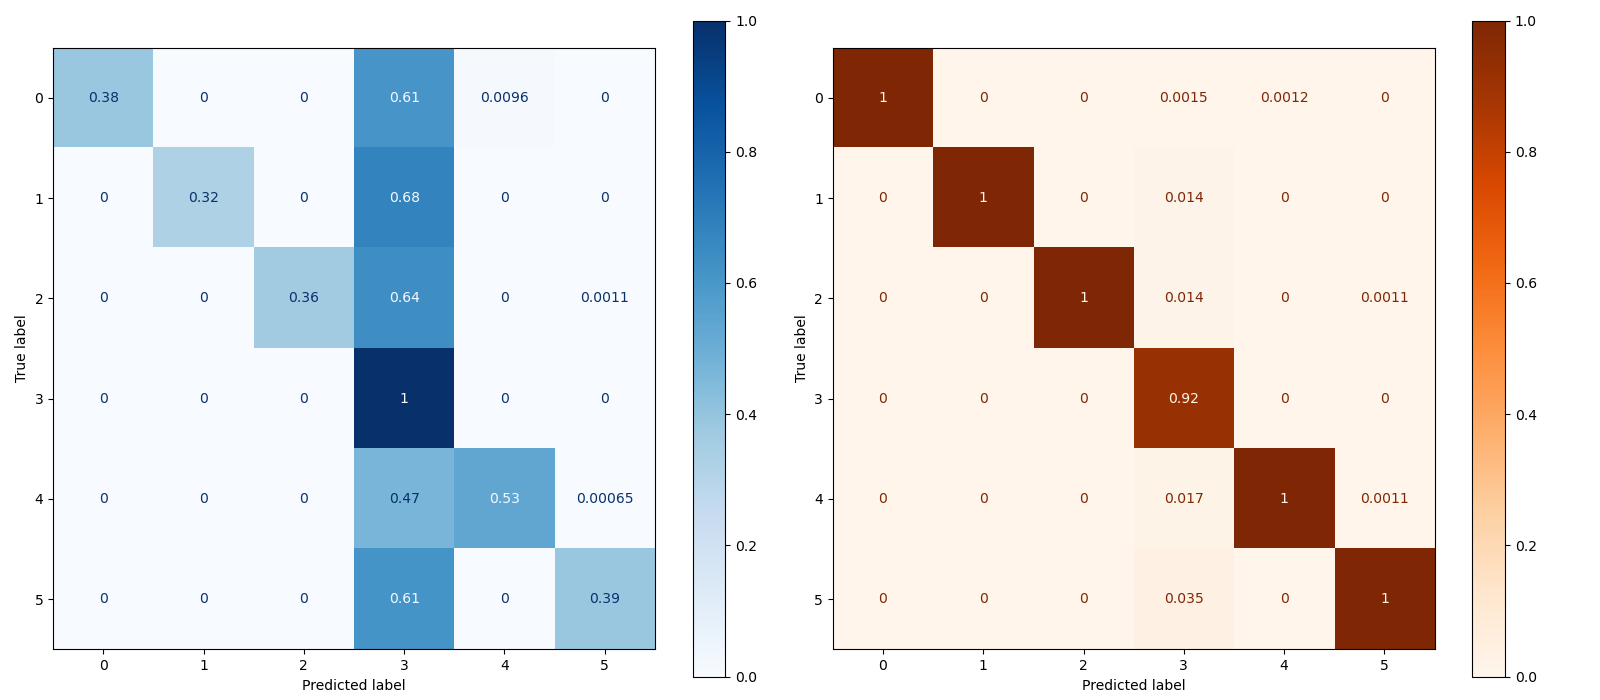 1.0
0.8
0.6
0.4
0.2
0.0
True label
0 0.38 0 0 0.61 0.0096 0
1 0 0.32 0 0.68 0 0
2 0 0 0.36 0.64 0 0.0011
3 0 0 0 1 0 0
4 0 0 0 0.47 0.53 0.00065
5 0 0 0 0.61 0 0.39
0 1 2 3 4 5
Predicted label
1.0
0.8
0.6
0.4
0.2
0.0
True label
0 1 0 0 0.0015 0.0012 0
1 0 1 0 0.014 0 0
2 0 0 1 0.014 0 0.0011
3 0 0 0 0.92 0 0
4 0 0 0 0.017 1 0.0011
5 0 0 0 0.035 0 1
0 1 2 3 4 5
Predicted label